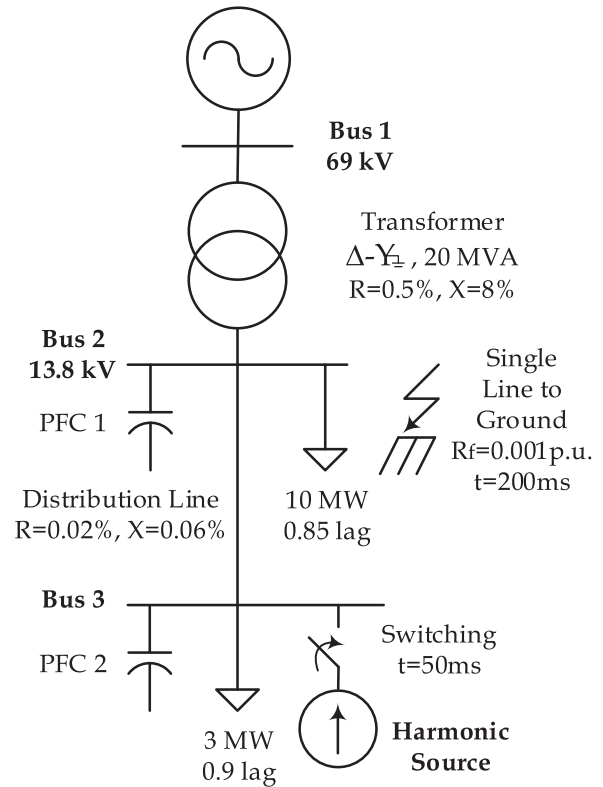 Bus 1
69 kV
Transformer
Δ-Y⏚, 20 MVA
R=0.5%, X=8%
Bus 2
13.8 kV
PFC 1
Single
Line to
Ground
Rf=0.001p.u.
t=200ms
10 MW
0.85 lag
Distribution Line
R=0.02%, X=0.06%
Bus 3
PFC 2
Switching
t=50ms
3 MW
0.9 lag
Harmonic
Source